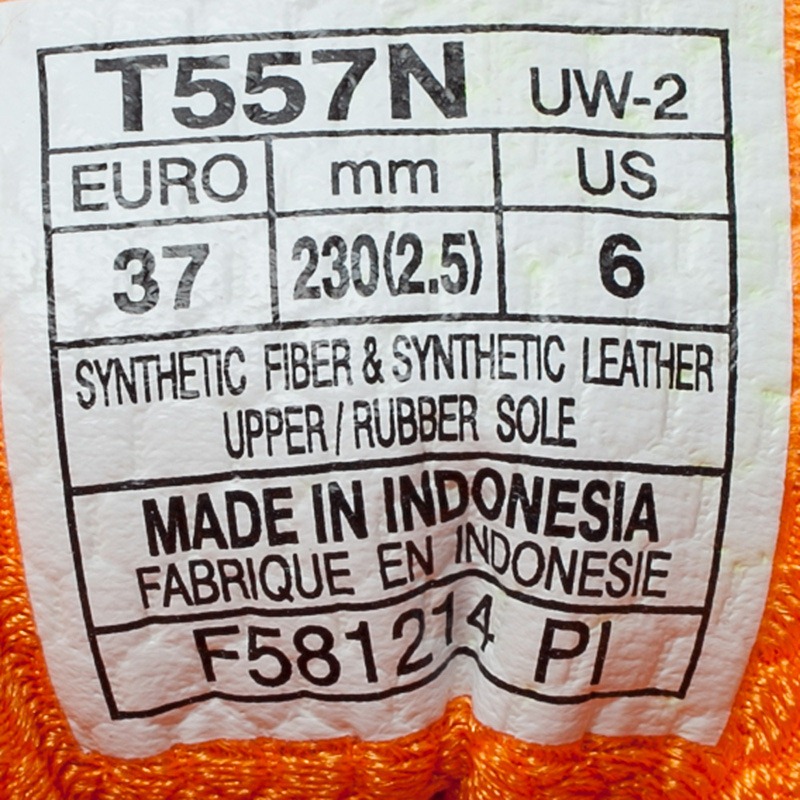 T557N UW-2
EURO mm US
37 230(2.5) 6
SYNTHETIC FIBER & SYNTHETIC LEATHER
UPPER / RUBBER SOLE
MADE IN INDONESIA
FABRIQUE EN INDONESIE
F581214 PI